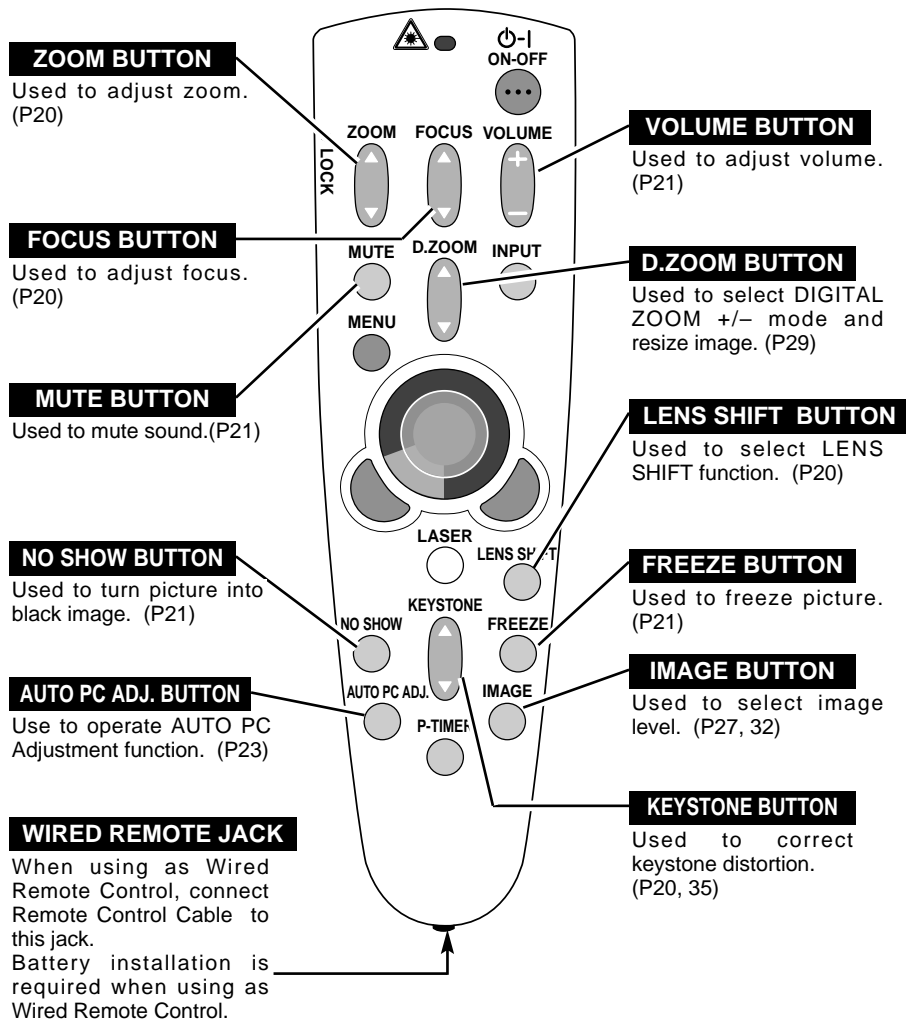 ZOOM BUTTON
Used to adjust zoom.
(P20)
FOCUS BUTTON
Used to adjust focus.
(P20)
MUTE BUTTON
Used to mute sound.(P21)
NO SHOW BUTTON
Used to turn picture into
black image. (P21)
AUTO PC ADJ. BUTTON
Use to operate AUTO PC
Adjustment function. (P23)
WIRED REMOTE JACK
When using as Wired
Remote Control, connect
Remote Control Cable to
this jack.
Battery installation is
required when using as
Wired Remote Control.
ON-OFF
ZOOM FOCUS VOLUME
LOCK
MUTE D.ZOOM INPUT
MENU
LASER
LENS
KEYSTONE
NO SHOW FREEZE
AUTO PC ADJ. IMAGE
P-TIMER
VOLUME BUTTON
Used to adjust volume.
(P21)
D.ZOOM BUTTON
Used to select DIGITAL
ZOOM +/– mode and
resize image. (P29)
LENS SHIFT BUTTON
Used to select LENS
SHIFT function. (P20)
FREEZE BUTTON
Used to freeze picture.
(P21)
IMAGE BUTTON
Used to select image
level. (P27, 32)
KEYSTONE BUTTON
Used to correct
keystone distortion.
(P20, 35)